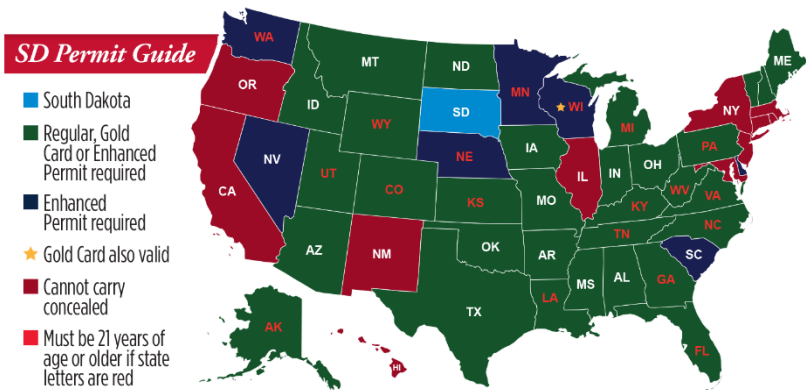 SD Permit Guide
South Dakota
Regular, Gold
Card or Enhanced
Permit required
Enhanced
Permit required
Gold Card also valid
Cannot carry
concealed
Must be 21 years of
age or older if state
letters are red
WA
MT
ND
MN
ME
OR
ID
WY
SD
WI
MI
NY
NV
UT
CO
NE
IA
IL
IN
OH
PA
CA
KS
MO
KY
WV
VA
AZ
NM
OK
AR
TN
NC
SC
TX
LA
MS
AL
GA
FL
AK
HI